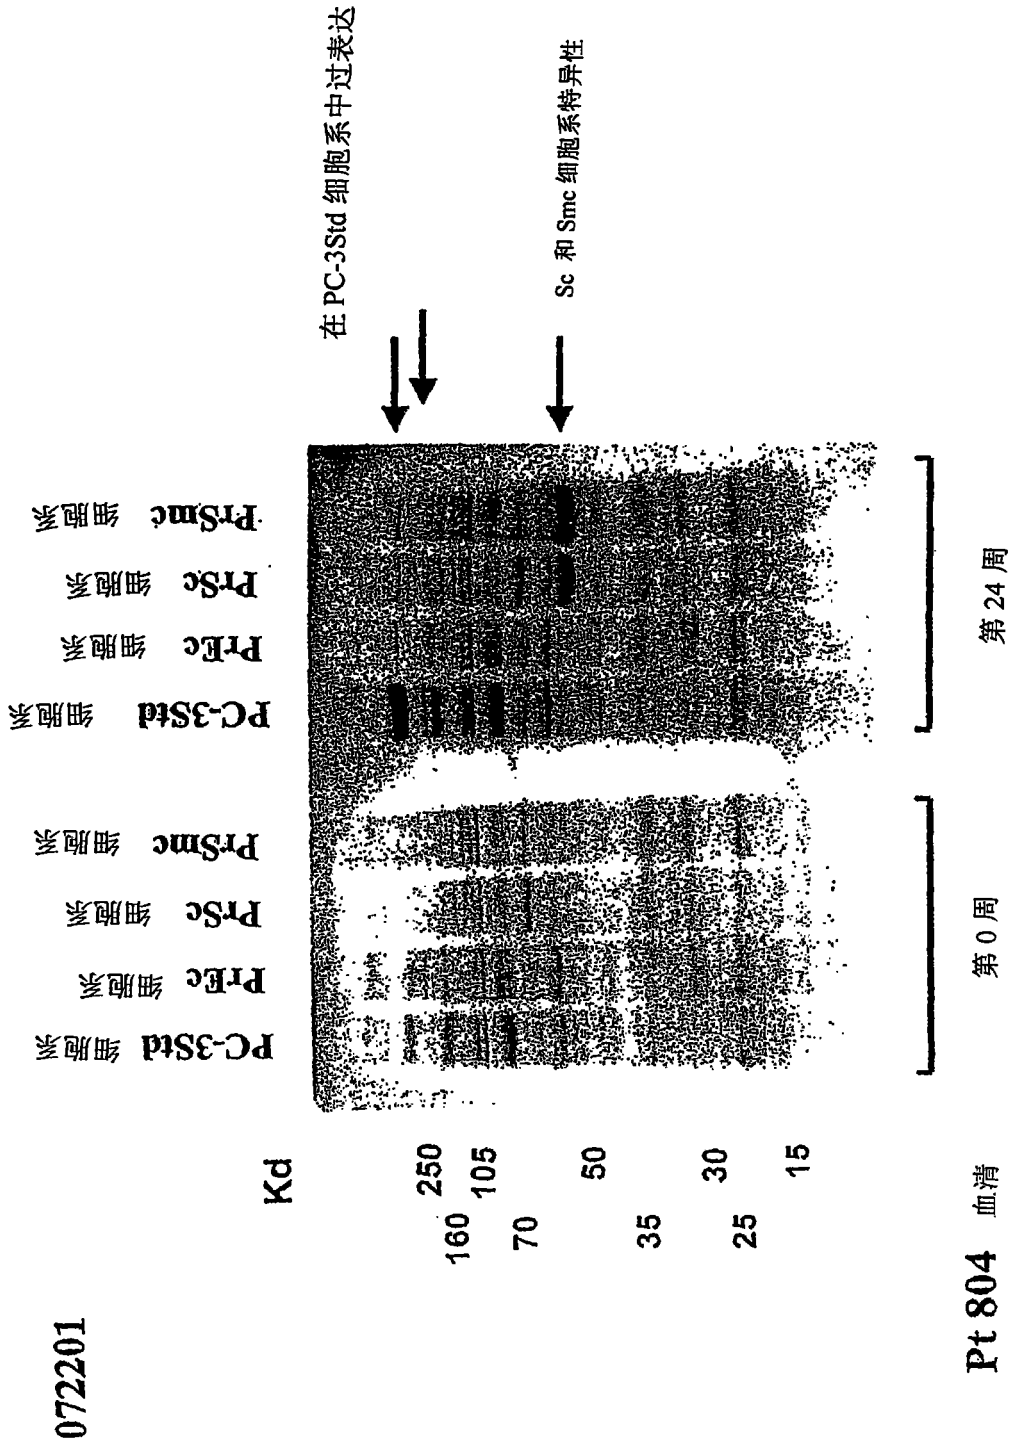 072201
Kd
250
160
105
70
50
35
30
25
15
PC-3Std 细胞系
PrEc 细胞系
PrSc 细胞系
PrSmc 细胞系
PC-3Std 细胞系
PrEc 细胞系
PrSc 细胞系
PrSmc 细胞系
在 PC-3Std 细胞系中过表达
Sc 和 Smc 细胞系特异性
Pt 804 血清
第 0 周
第 24 周